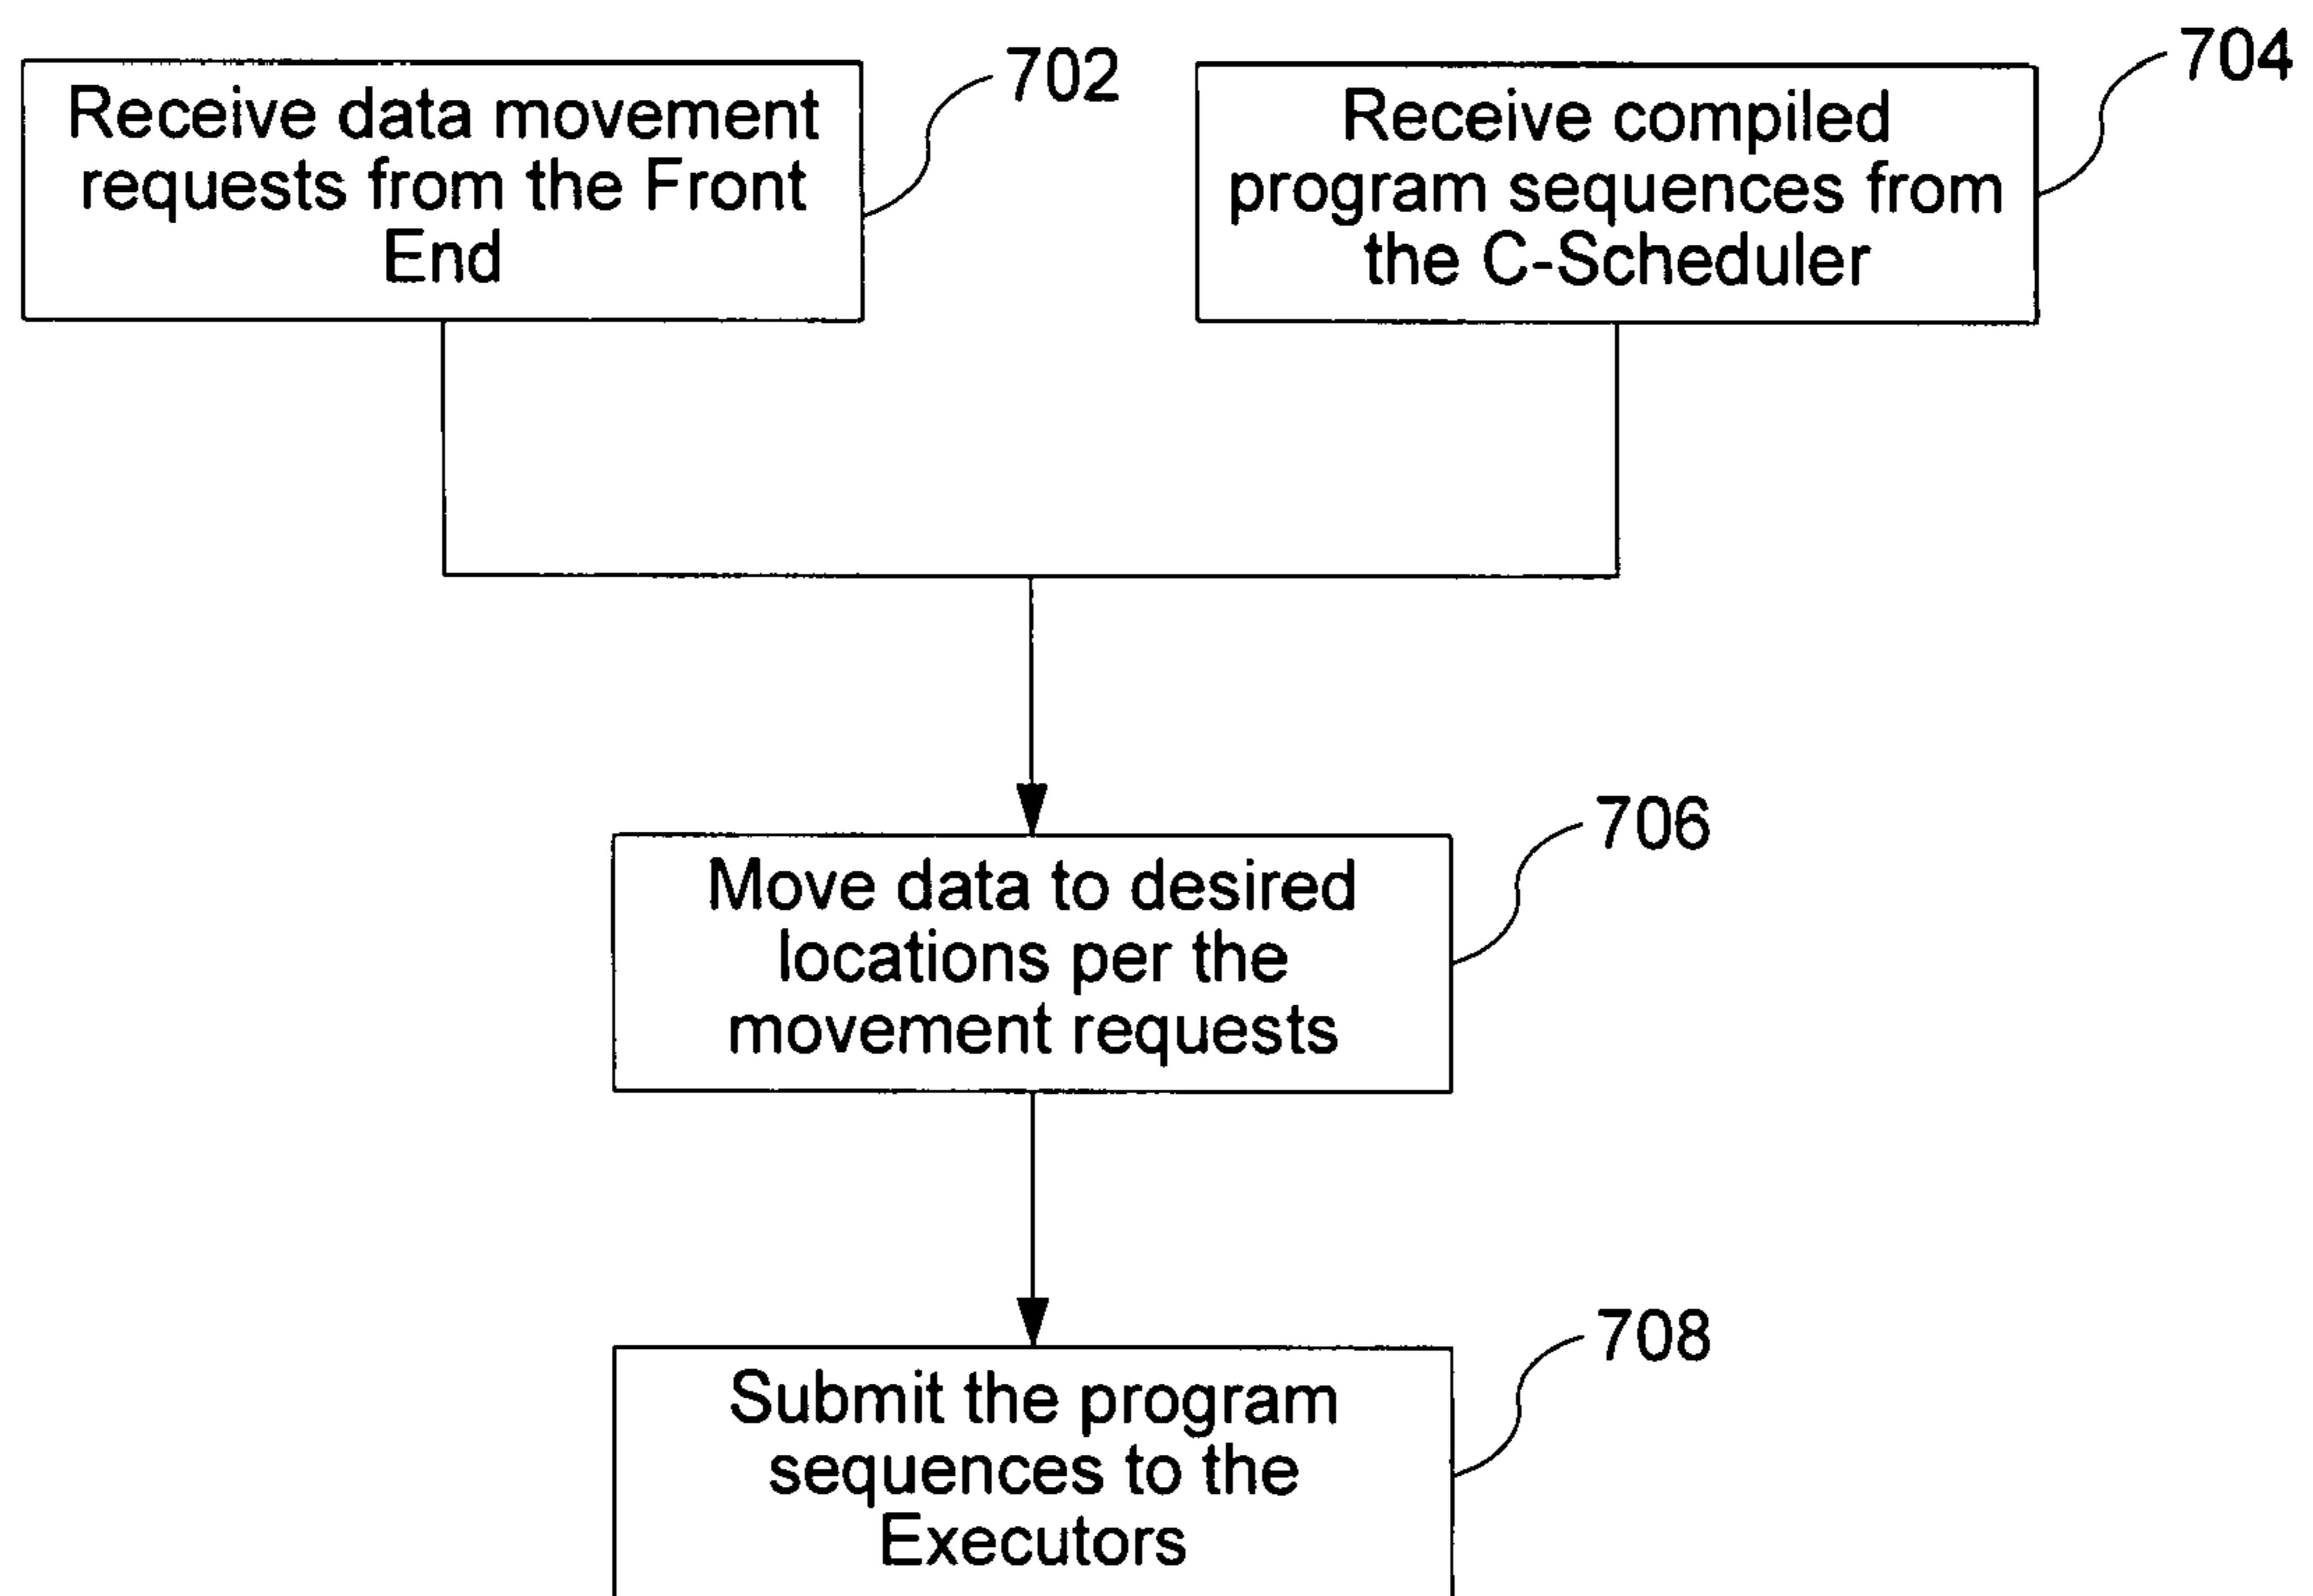 Receive data movement
requests from the Front
End
702
Receive compiled
program sequences from
the C-Scheduler
704
Move data to desired
locations per the
movement requests
706
Submit the program
sequences to the
Executors
708